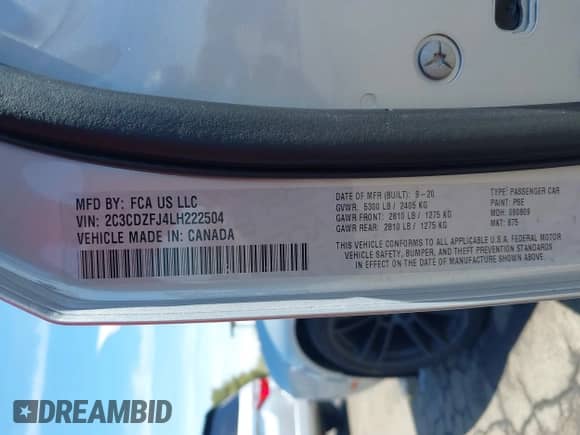 MFD BY: FCA US LLC
VIN: 2C3CDZFJ4LH222504
VEHICLE MADE IN: CANADA
DATE OF MFR (BUILT): 9-20
GVWR: 5300 LB / 2405 KG
GAWR FRONT: 2810 LB / 1275 KG
GAWR REAR: 2810 LB / 1275 KG
TYPE: PASSENGER CAR
PAINT: PSE
MDH: 090809
MKT: 875
THIS VEHICLE CONFORMS TO ALL APPLICABLE U.S.A. FEDERAL MOTOR
VEHICLE SAFETY, BUMPER, AND THEFT PREVENTION STANDARDS
IN EFFECT ON THE DATE OF MANUFACTURE SHOWN ABOVE.
DREAMBID